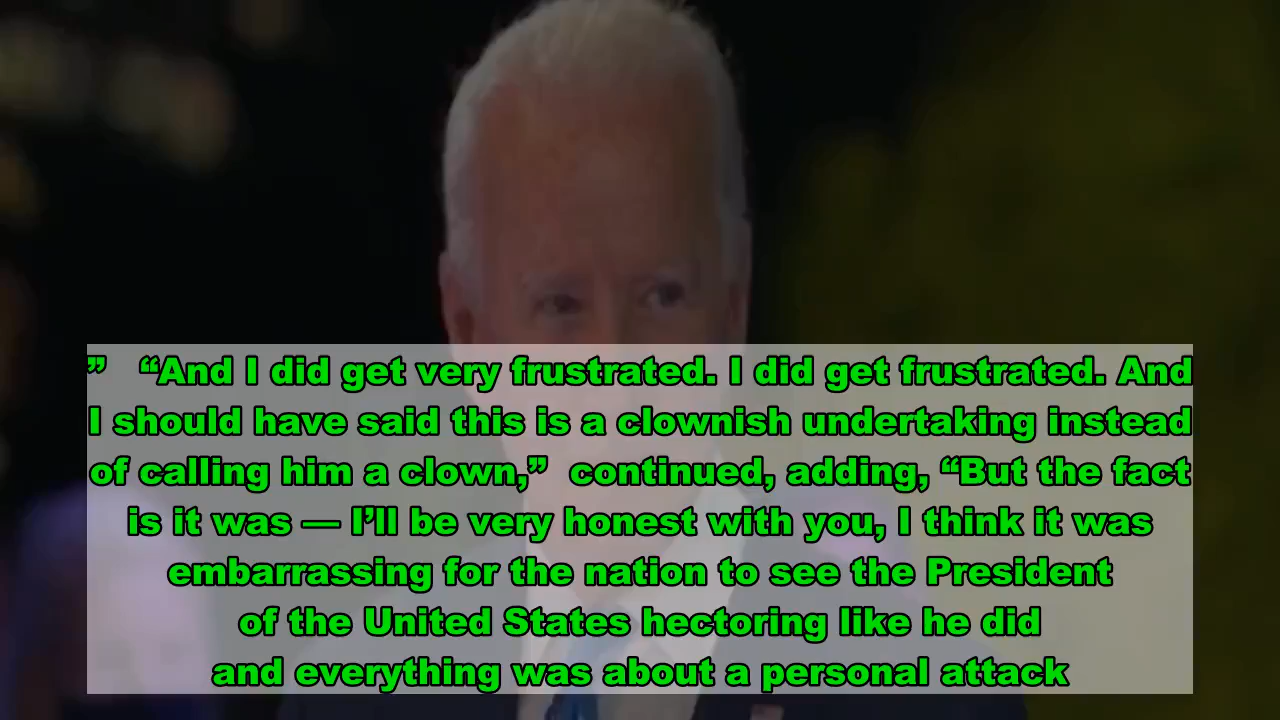 ”   “And I did get very frustrated. I did get frustrated. And
I should have said this is a clownish undertaking instead
of calling him a clown,”  continued, adding, “But the fact
is it was — I’ll be very honest with you, I think it was
embarrassing for the nation to see the President
of the United States hectoring like he did
and everything was about a personal attack